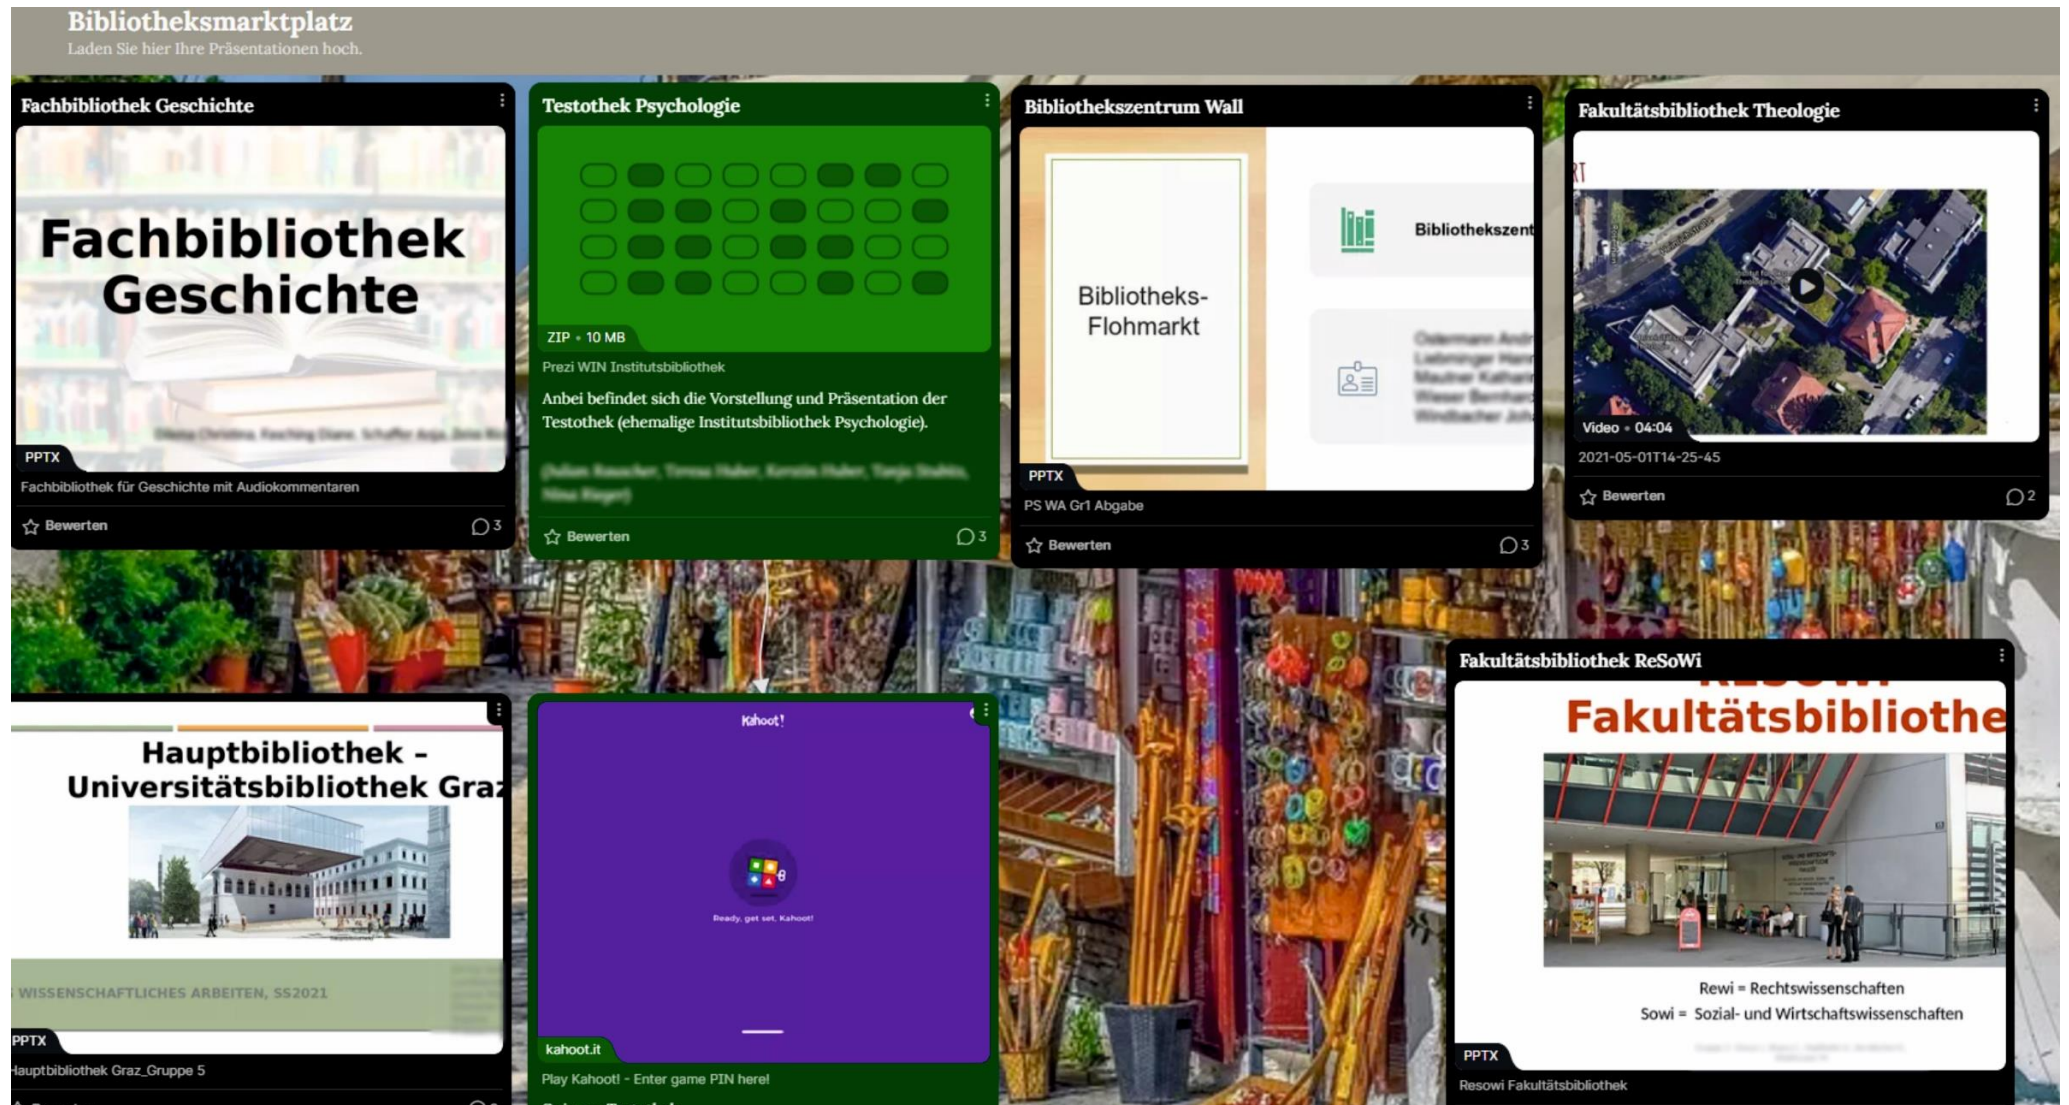 Bibliotheksmarktplatz
Laden Sie hier Ihre Präsentationen hoch.
Fachbibliothek Geschichte
Fachbibliothek
Geschichte
PPTX
Fachbibliothek für Geschichte mit Audiokommentaren
Bewerten
3
Testothek Psychologie
ZIP • 10 MB
Prezi WIN Institutsbibliothek
Anbei befindet sich die Vorstellung und Präsentation der
Testothek (ehemalige Institutsbibliothek Psychologie).
Bewerten
3
Bibliothekszentrum Wall
Bibliotheks-
Flohmarkt
Bibliothekszent
PPTX
PS WA Gr1 Abgabe
Bewerten
3
Fakultätsbibliothek Theologie
RT
Video • 04:04
2021-05-01T14-25-45
Bewerten
2
Hauptbibliothek –
Universitätsbibliothek Graz
WISSENSCHAFTLICHES ARBEITEN, SS2021
PPTX
Hauptbibliothek Graz_Gruppe 5
Kahoot!
Ready, get set, Kahoot!
kahoot.it
Play Kahoot! - Enter game PIN here!
Fakultätsbibliothek ReSoWi
Fakultätsbibliothe
Rewi = Rechtswissenschaften
Sowi = Sozial- und Wirtschaftswissenschaften
PPTX
Resowi Fakultätsbibliothek